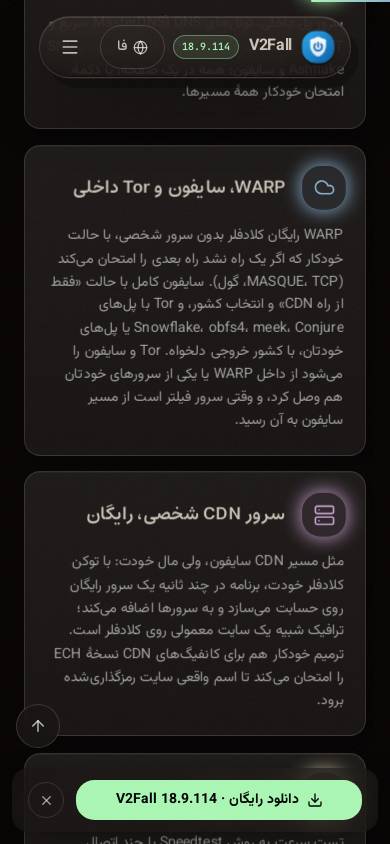 V2Fall
18.9.114
فا
امتحان خودکار همهٔ مسیرها.
WARP، سایفون و Tor داخلی
WARP رایگان کلادفلر بدون سرور شخصی، با حالت
خودکار که اگر یک راه نشد راه بعدی را امتحان می‌کند
(MASQUE، TCP، گول). سایفون کامل با حالت «فقط
از راه CDN» و انتخاب کشور، و Tor با پل‌های
Snowflake، obfs4، meek، Conjure یا پل‌های
خودتان، با کشور خروجی دلخواه. Tor و سایفون را
می‌شود از داخل WARP یا یکی از سرورهای خودتان
هم وصل کرد، و وقتی سرور فیلتر است از مسیر
سایفون به آن رسید.
سرور CDN شخصی، رایگان
مثل مسیر CDN سایفون، ولی مال خودت: با توکن
کلادفلر خودت، برنامه در چند ثانیه یک سرور رایگان
روی حسابت می‌سازد و به سرورها اضافه می‌کند؛
ترافیک شبیه یک سایت معمولی روی کلادفلر است.
ترمیم خودکار هم برای کانفیگ‌های CDN نسخهٔ ECH
را امتحان می‌کند تا اسم واقعی سایت رمزگذاری‌شده
برود.
دانلود رایگان · V2Fall 18.9.114
تست سرعت به روش Speedtest با چند اتصال